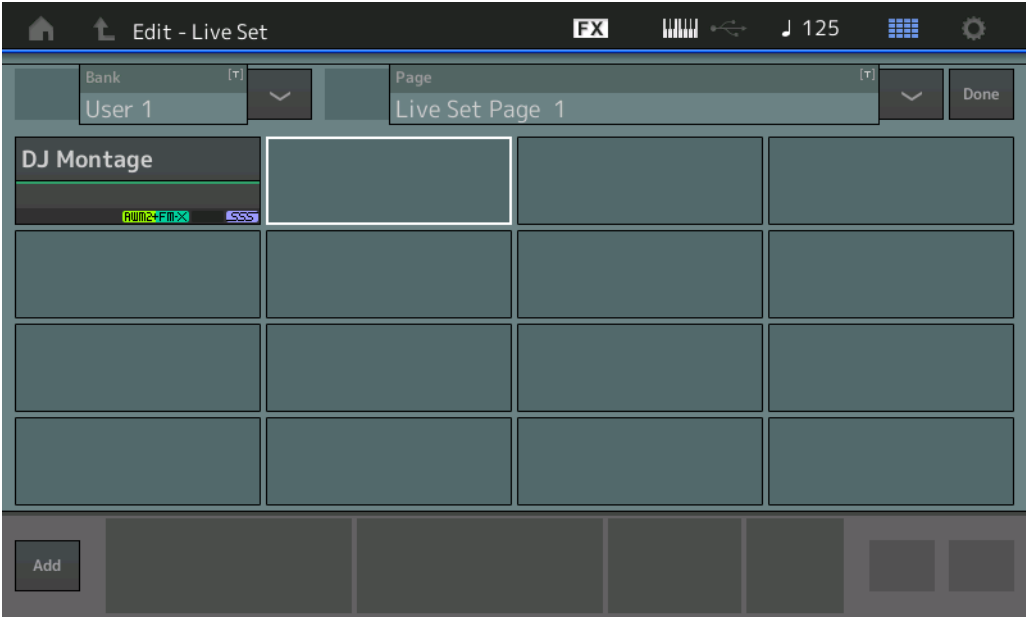 Edit - Live Set
FX
125
Bank
[T]
User 1
Page
[T]
Live Set Page 1
Done
DJ Montage
AWM2+FM-X
SSS
Add